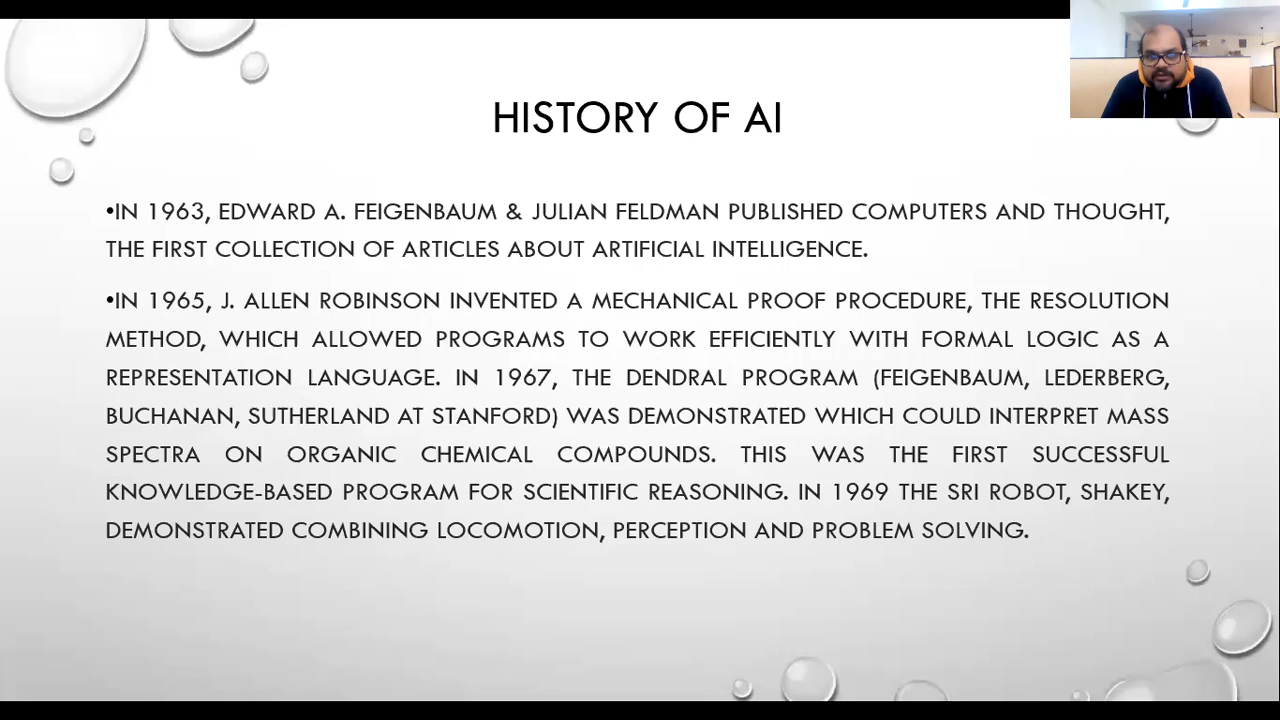 HISTORY OF AI
•IN 1963, EDWARD A. FEIGENBAUM & JULIAN FELDMAN PUBLISHED COMPUTERS AND THOUGHT,
THE FIRST COLLECTION OF ARTICLES ABOUT ARTIFICIAL INTELLIGENCE.
•IN 1965, J. ALLEN ROBINSON INVENTED A MECHANICAL PROOF PROCEDURE, THE RESOLUTION
METHOD, WHICH ALLOWED PROGRAMS TO WORK EFFICIENTLY WITH FORMAL LOGIC AS A
REPRESENTATION LANGUAGE. IN 1967, THE DENDRAL PROGRAM (FEIGENBAUM, LEDERBERG,
BUCHANAN, SUTHERLAND AT STANFORD) WAS DEMONSTRATED WHICH COULD INTERPRET MASS
SPECTRA ON ORGANIC CHEMICAL COMPOUNDS. THIS WAS THE FIRST SUCCESSFUL
KNOWLEDGE-BASED PROGRAM FOR SCIENTIFIC REASONING. IN 1969 THE SRI ROBOT, SHAKEY,
DEMONSTRATED COMBINING LOCOMOTION, PERCEPTION AND PROBLEM SOLVING.